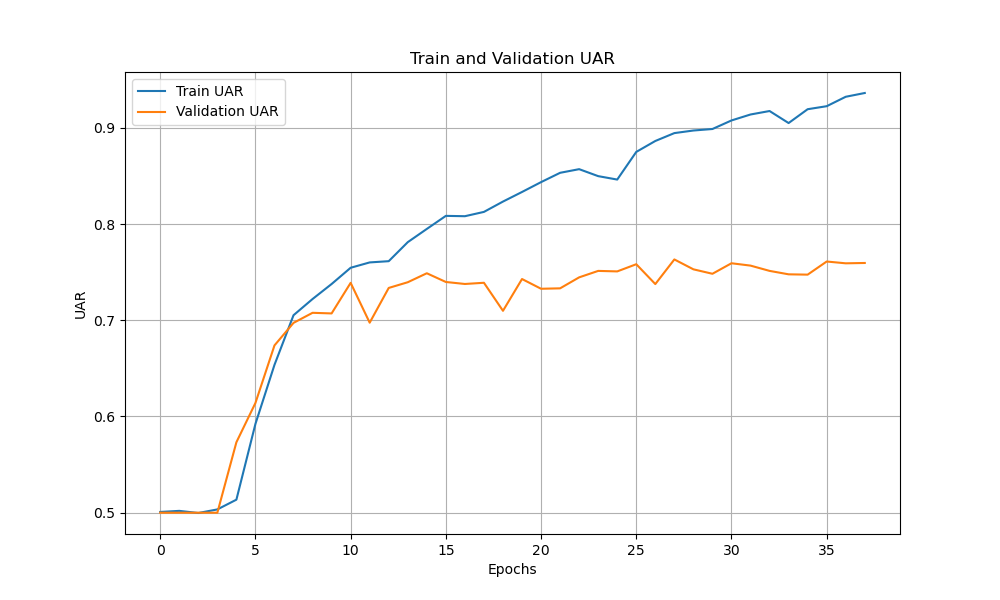 Train and Validation UAR
Train UAR
Validation UAR
0.9
0.8
0.7
0.6
0.5
UAR
0 5 10 15 20 25 30 35
Epochs